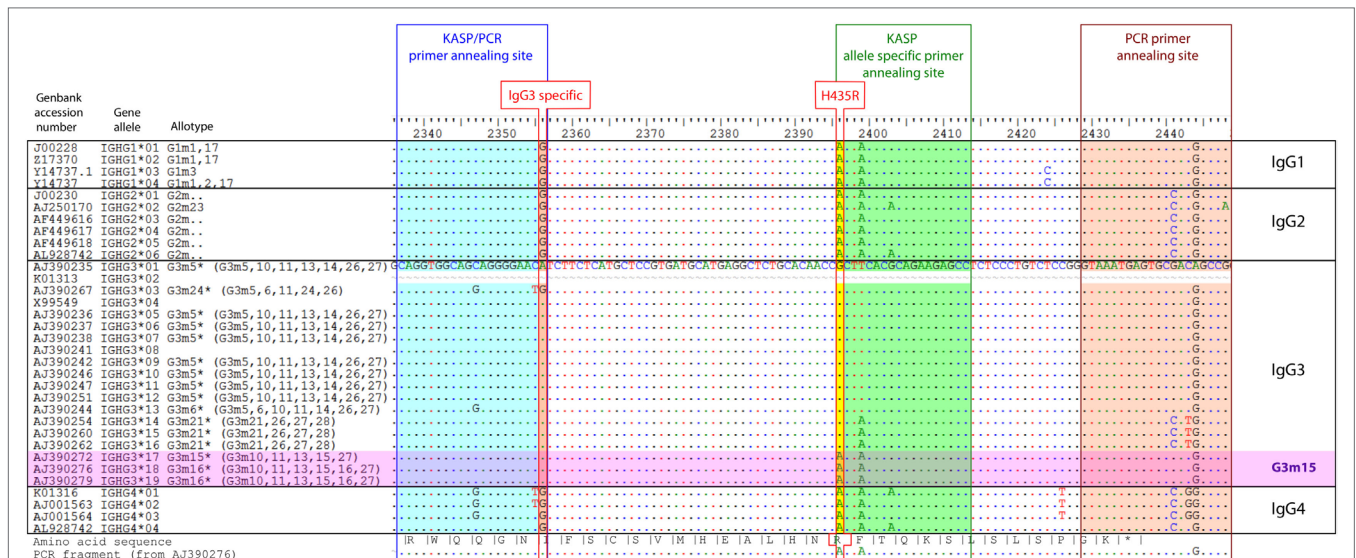 KASP/PCR
primer annealing site
KASP
allele specific primer
annealing site
PCR primer
annealing site
IgG3 specific
H435R
Genbank
accession
number
Gene
allele
Allotype
2340 2350 2360 2370 2380 2390 2400 2410 2420 2430 244
J00228 IGHG1*01 G1m1,17 G A A G
Z17370 IGHG1*02 G1m1,17 G A A G
Y14737.1 IGHG1*03 G1m3 G A A C G
Y14737 IGHG1*04 G1m1,2,17 G A A C G
IgG1
J00230 IGHG2*01 G2m.. G A A C G
AJ250170 IGHG2*02 G2m23 G A A A C G A
AF449616 IGHG2*03 G2m.. G A A C G
AF449617 IGHG2*04 G2m.. G A A C G
AF449618 IGHG2*05 G2m.. G A A C G
AL928742 IGHG2*06 G2m.. G A A A C G
IgG2
AJ390235 IGHG3*01 G3m5* (G3m5,10,11,13,14,26,27) GCAGGTGGCAGCAGGGGAACATCTTCTCATGCTCCGTGATGCATGAGGCTCTGCACAACCGCTTCACGCAGAAGAGCCTCTCCCTGTCTCCGGGTAAATGAGTGCGACAGCCG
K01313 IGHG3*02
AJ390267 IGHG3*03 G3m24* (G3m5,6,11,24,26) G TG G
X99549 IGHG3*04 G
AJ390236 IGHG3*05 G3m5* (G3m5,10,11,13,14,26,27) G
AJ390237 IGHG3*06 G3m5* (G3m5,10,11,13,14,26,27) G
AJ390238 IGHG3*07 G3m5* (G3m5,10,11,13,14,26,27) G
AJ390241 IGHG3*08 G
AJ390242 IGHG3*09 G3m5* (G3m5,10,11,13,14,26,27) G
AJ390246 IGHG3*10 G3m5* (G3m5,10,11,13,14,26,27) G
AJ390247 IGHG3*11 G3m5* (G3m5,10,11,13,14,26,27) G
AJ390251 IGHG3*12 G3m5* (G3m5,10,11,13,14,26,27) G
AJ390244 IGHG3*13 G3m6* (G3m5,6,10,11,14,26,27) G G
AJ390254 IGHG3*14 G3m21* (G3m21,26,27,28) A C TG
AJ390260 IGHG3*15 G3m21* (G3m21,26,27,28) A C TG
AJ390262 IGHG3*16 G3m21* (G3m21,26,27,28) A C TG
IgG3
AJ390272 IGHG3*17 G3m15* (G3m10,11,13,15,27) A A G
AJ390276 IGHG3*18 G3m16* (G3m10,11,13,15,16,27) A A G
AJ390279 IGHG3*19 G3m16* (G3m10,11,13,15,16,27) A A G
G3m15
K01316 IGHG4*01 G TG A A A T C GG
AJ001563 IGHG4*02 G TG A A T C GG
AJ001564 IGHG4*03 G G A A T C GG
AL928742 IGHG4*04 G A A A C G
IgG4
Amino acid sequence |R |W |Q |Q |G |N |I |F |S |C |S |V |M |H |E |A |L |H |N |R |F |T |Q |K |S |L |S |L |S |P |G |K |* |
PCR fragment (from AJ390276) A A G